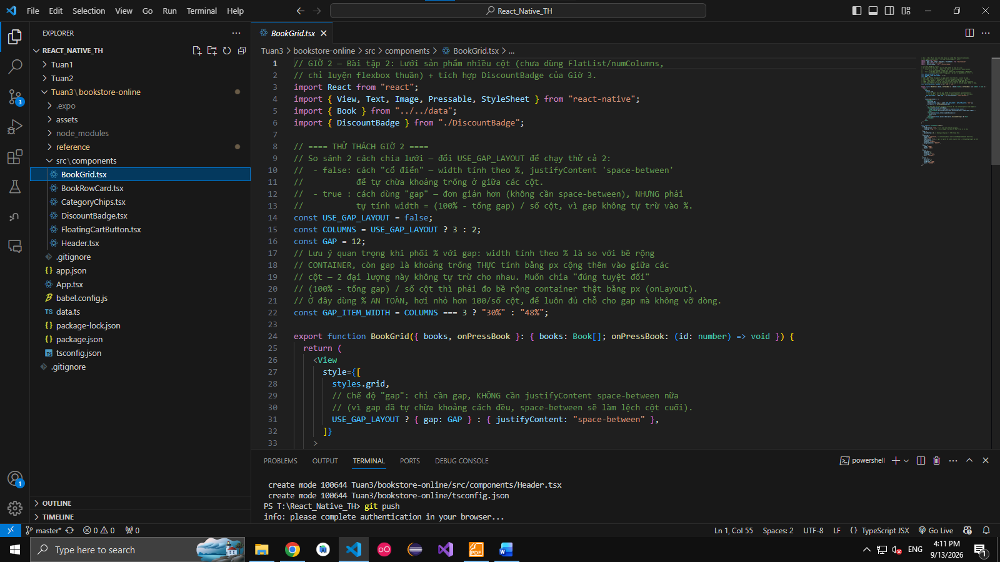 File Edit Selection View Go Run Terminal Help
React_Native_TH
EXPLORER
REACT_NATIVE_TH
Tuan1
Tuan2
Tuan3\bookstore-online
.expo
assets
node_modules
reference
src\components
BookGrid.tsx
BookRowCard.tsx
CategoryChips.tsx
DiscountBadge.tsx
FloatingCartButton.tsx
Header.tsx
.gitignore
app.json
App.tsx
babel.config.js
data.ts
package-lock.json
package.json
tsconfig.json
.gitignore
OUTLINE
TIMELINE
BookGrid.tsx
Tuan3 > bookstore-online > src > components > BookGrid.tsx > ...
1 // GIỜ 2 — Bài tập 2: Lưới sản phẩm nhiều cột (chưa dùng FlatList/numColumns,
2 // chỉ luyện flexbox thuần) + tích hợp DiscountBadge của Giờ 3.
3 import React from "react";
4 import { View, Text, Image, Pressable, StyleSheet } from "react-native";
5 import { Book } from "../../data";
6 import { DiscountBadge } from "./DiscountBadge";
7
8 // ==== THỬ THÁCH GIỜ 2 ====
9 // So sánh 2 cách chia lưới — đổi USE_GAP_LAYOUT để chạy thử cả 2:
10 //  - false: cách "cổ điển" — width tính theo %, justifyContent 'space-between'
11 //           để tự chừa khoảng trống ở giữa các cột.
12 //  - true : cách dùng "gap" — đơn giản hơn (không cần space-between), NHƯNG phải
13 //           tự tính width = (100% - tổng gap) / số cột, vì gap không tự trừ vào %.
14 const USE_GAP_LAYOUT = false;
15 const COLUMNS = USE_GAP_LAYOUT ? 3 : 2;
16 const GAP = 12;
17 // Lưu ý quan trọng khi phối % với gap: width tính theo % là so với bề rộng
18 // CONTAINER, còn gap là khoảng trống THỰC tính bằng px cộng thêm vào giữa các
19 // cột — 2 đại lượng này không tự trừ cho nhau. Muốn chia "đúng tuyệt đối"
20 // (100% - tổng gap) / số cột thì phải đo bề rộng container thật bằng px (onLayout).
21 // Ở đây dùng % AN TOÀN, hơi nhỏ hơn 100/số cột, để luôn đủ chỗ cho gap mà không vỡ dòng.
22 const GAP_ITEM_WIDTH = COLUMNS === 3 ? "30%" : "48%";
23
24 export function BookGrid({ books, onPressBook }: { books: Book[]; onPressBook: (id: number) => void }) {
25   return (
26     <View
27       style={[
28         styles.grid,
29         // Chế độ "gap": chỉ cần gap, KHÔNG cần justifyContent space-between nữa
30         // (vì gap đã tự chừa khoảng cách đều, space-between sẽ làm lệch cột cuối).
31         USE_GAP_LAYOUT ? { gap: GAP } : { justifyContent: "space-between" },
32       ]}
33     >
PROBLEMS OUTPUT TERMINAL PORTS DEBUG CONSOLE
powershell
create mode 100644 Tuan3/bookstore-online/src/components/Header.tsx
create mode 100644 Tuan3/bookstore-online/tsconfig.json
PS T:\React_Native_TH> git push
info: please complete authentication in your browser...
3
1
master* 0 0 0
Ln 1, Col 55 Spaces: 2 UTF-8 LF {} TypeScript JSX Go Live
Type here to search
ENG
4:11 PM
9/13/2026
1